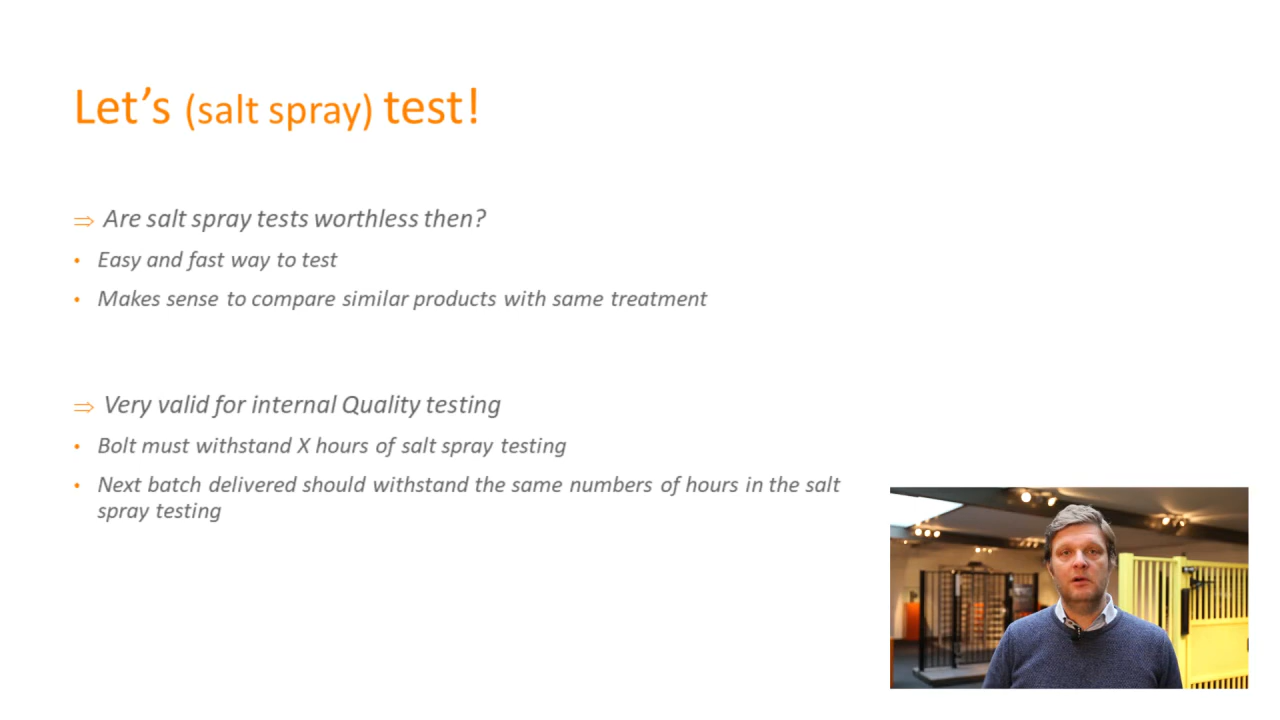 Let's (salt spray) test!
⇒ Are salt spray tests worthless then?
• Easy and fast way to test
• Makes sense to compare similar products with same treatment
⇒ Very valid for internal Quality testing
• Bolt must withstand X hours of salt spray testing
• Next batch delivered should withstand the same numbers of hours in the salt
spray testing